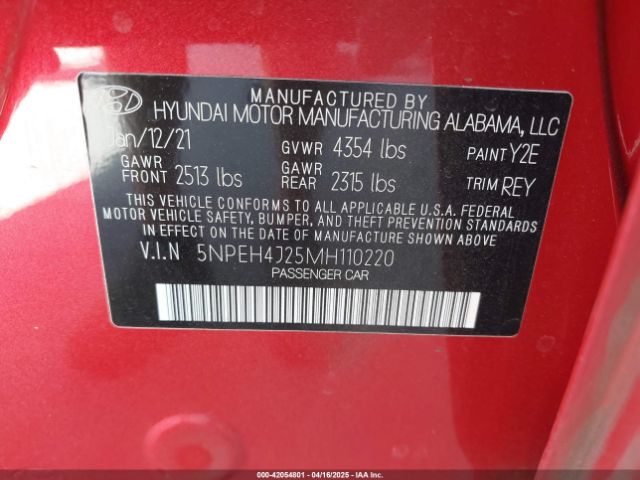 MANUFACTURED BY
HYUNDAI MOTOR MANUFACTURING ALABAMA, LLC
Jan/12/21 GVWR 4354 lbs PAINT Y2E
GAWR FRONT 2513 lbs GAWR REAR 2315 lbs TRIM REY
THIS VEHICLE CONFORMS TO ALL APPLICABLE U.S.A. FEDERAL
MOTOR VEHICLE SAFETY, BUMPER, AND THEFT PREVENTION STANDARDS
IN EFFECT ON THE DATE OF MANUFACTURE SHOWN ABOVE.
V.I.N 5NPEH4J25MH110220
PASSENGER CAR
000-42054801 - 04/16/2025 - IAA, Inc.